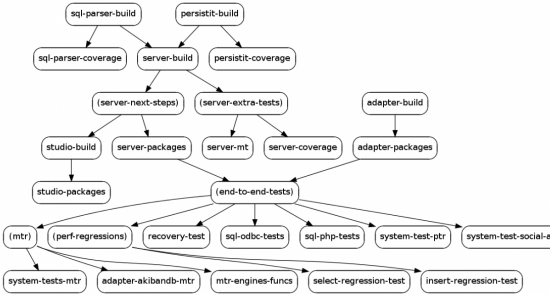 sql-parser-build
persistit-build
sql-parser-coverage
server-build
persistit-coverage
(server-next-steps)
(server-extra-tests)
adapter-build
studio-build
server-packages
server-mt
server-coverage
adapter-packages
studio-packages
(end-to-end-tests)
(mtr)
(perf-regressions)
recovery-test
sql-odbc-tests
sql-php-tests
system-test-ptr
system-test-social-a
system-tests-mtr
adapter-akibandb-mtr
mtr-engines-funcs
select-regression-test
insert-regression-test